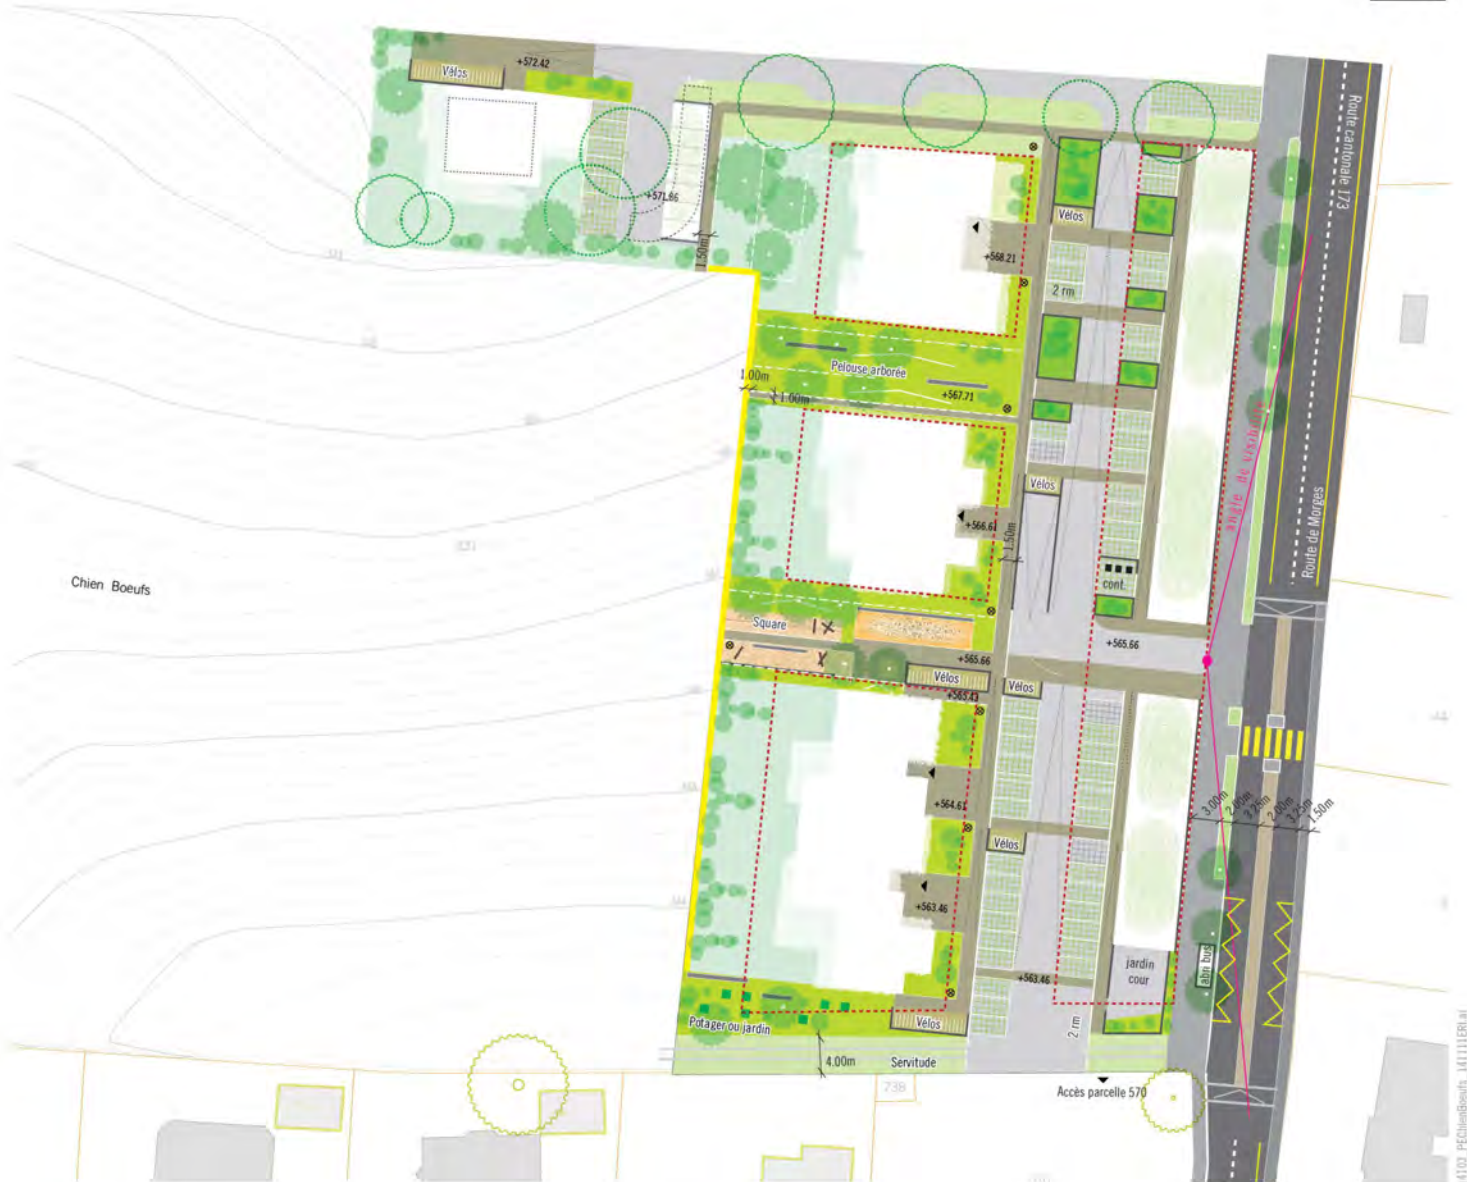 +572.42
Vélos
Route cantonale 173
+571.86
Vélos
1.50m
+568.21
2 rm
Pelouse arborée
1.00m
+567.71
1.00m
angle de visibilité
Vélos
Route de Morges
+566.61
1.50m
cont.
Chien Boeufs
Square
+565.66
+565.66
Vélos
Vélos
+565.43
+564.61
3.00m
2.00m
3.25m
2.00m
3.25m
1.50m
Vélos
+563.46
jardin
cour
abri bus
+563.46
Potager ou jardin
Vélos
2 rm
4.00m
Servitude
738
Accès parcelle 570